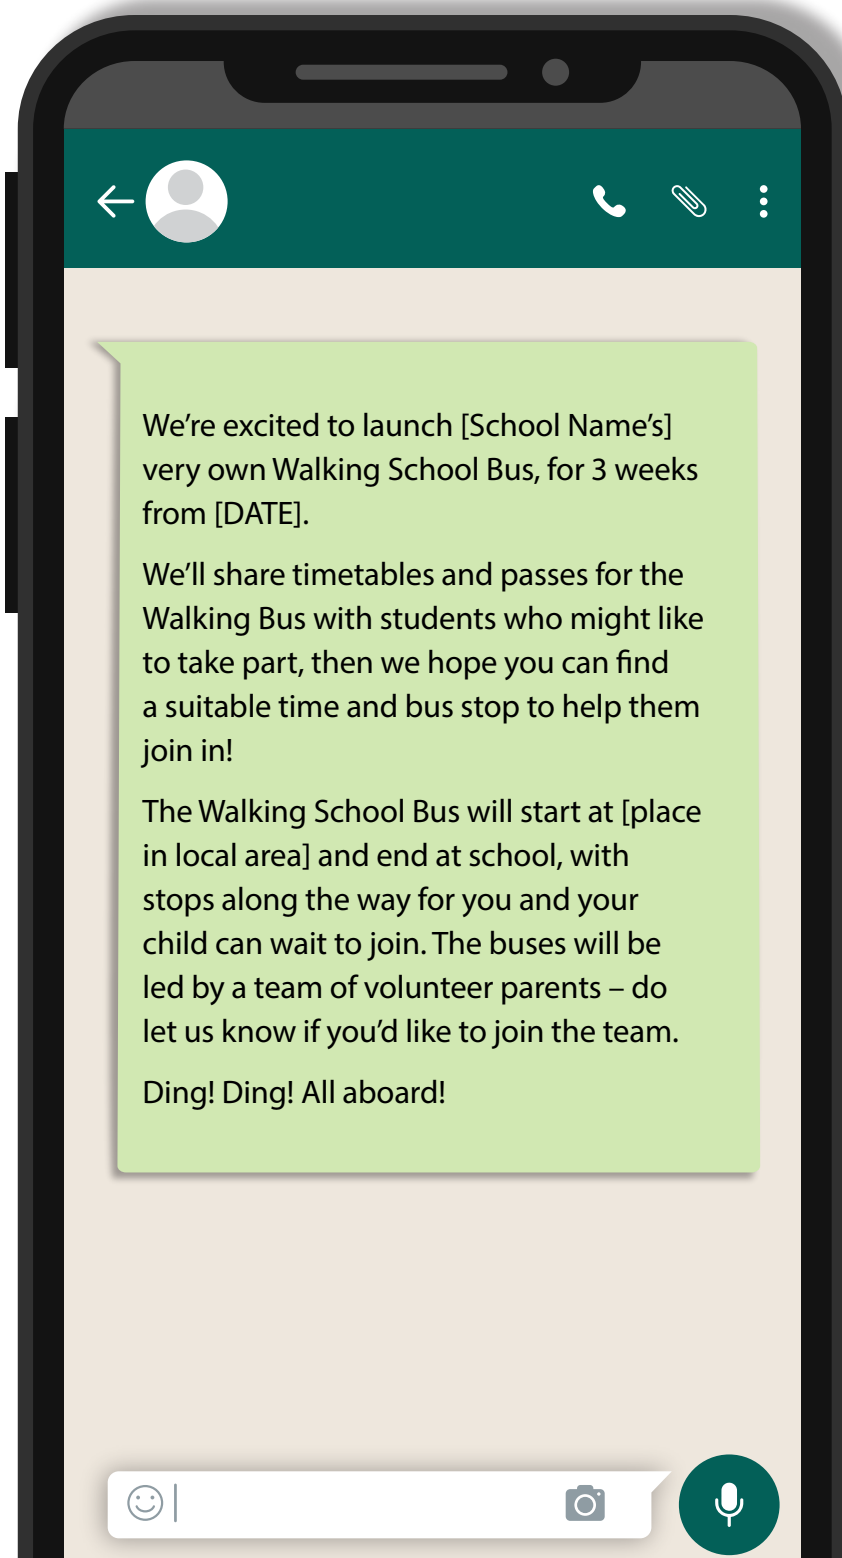 We’re excited to launch [School Name’s]
very own Walking School Bus, for 3 weeks
from [DATE].
We’ll share timetables and passes for the
Walking Bus with students who might like
to take part, then we hope you can find
a suitable time and bus stop to help them
join in!
The Walking School Bus will start at [place
in local area] and end at school, with
stops along the way for you and your
child can wait to join. The buses will be
led by a team of volunteer parents – do
let us know if you’d like to join the team.
Ding! Ding! All aboard!